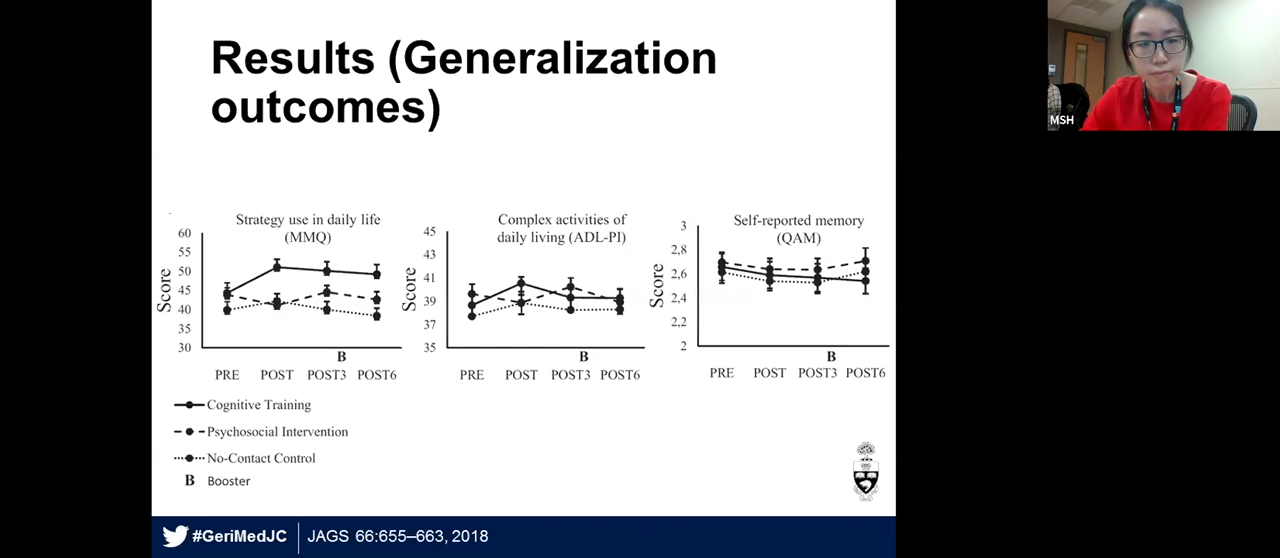 Results (Generalization
outcomes)
MSH
Strategy use in daily life
(MMQ)
Score
60
55
50
45
40
35
30
B
PRE POST POST3 POST6
Complex activities of
daily living (ADL-PI)
Score
45
43
41
39
37
35
B
PRE POST POST3 POST6
Self-reported memory
(QAM)
Score
3
2,8
2,6
2,4
2,2
2
B
PRE POST POST3 POST6
Cognitive Training
Psychosocial Intervention
No-Contact Control
B Booster
#GeriMedJC JAGS 66:655–663, 2018